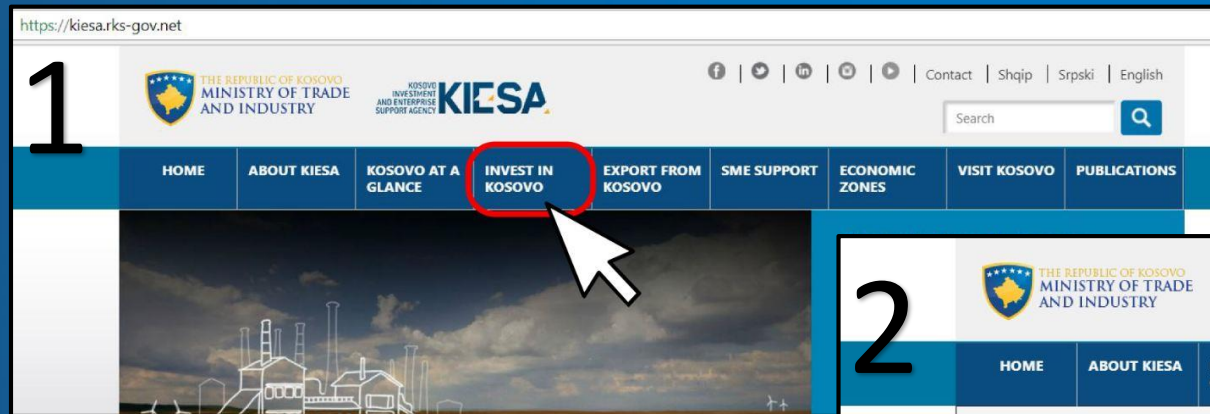 https://kiesa.rks-gov.net
1
THE REPUBLIC OF KOSOVO
MINISTRY OF TRADE
AND INDUSTRY
KOSOVO
INVESTMENT
AND ENTERPRISE
SUPPORT AGENCY
KIESA
Contact | Shqip | Srpski | English
Search
HOME
ABOUT KIESA
KOSOVO AT A
GLANCE
INVEST IN
KOSOVO
EXPORT FROM
KOSOVO
SME SUPPORT
ECONOMIC
ZONES
VISIT KOSOVO
PUBLICATIONS
2
THE REPUBLIC OF KOSOVO
MINISTRY OF TRADE
AND INDUSTRY
HOME
ABOUT KIESA